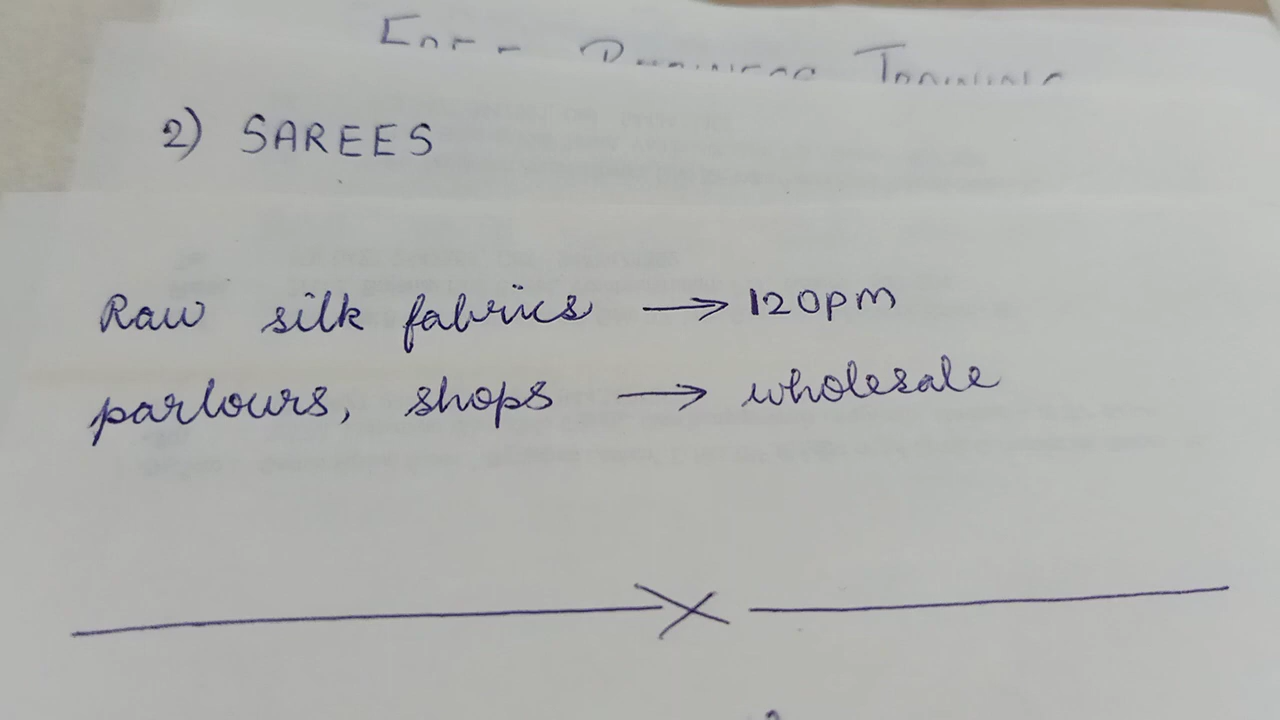 2) SAREES
Raw silk fabrics → 120pm
parlours, shops → wholesale